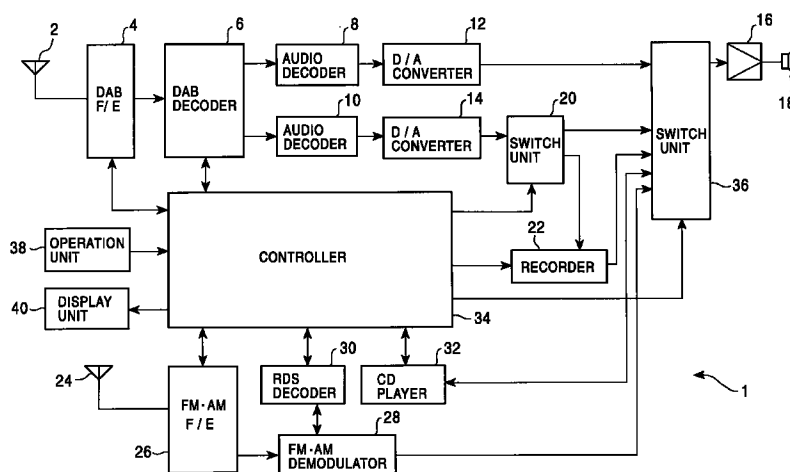 2
4
DAB
F/E
6
DAB
DECODER
8
AUDIO
DECODER
12
D/A
CONVERTER
10
AUDIO
DECODER
14
D/A
CONVERTER
20
SWITCH
UNIT
16
18
SWITCH
UNIT
36
38
OPERATION
UNIT
40
DISPLAY
UNIT
CONTROLLER
34
22
RECORDER
24
FM·AM
F/E
26
30
RDS
DECODER
32
CD
PLAYER
28
FM·AM
DEMODULATOR
1